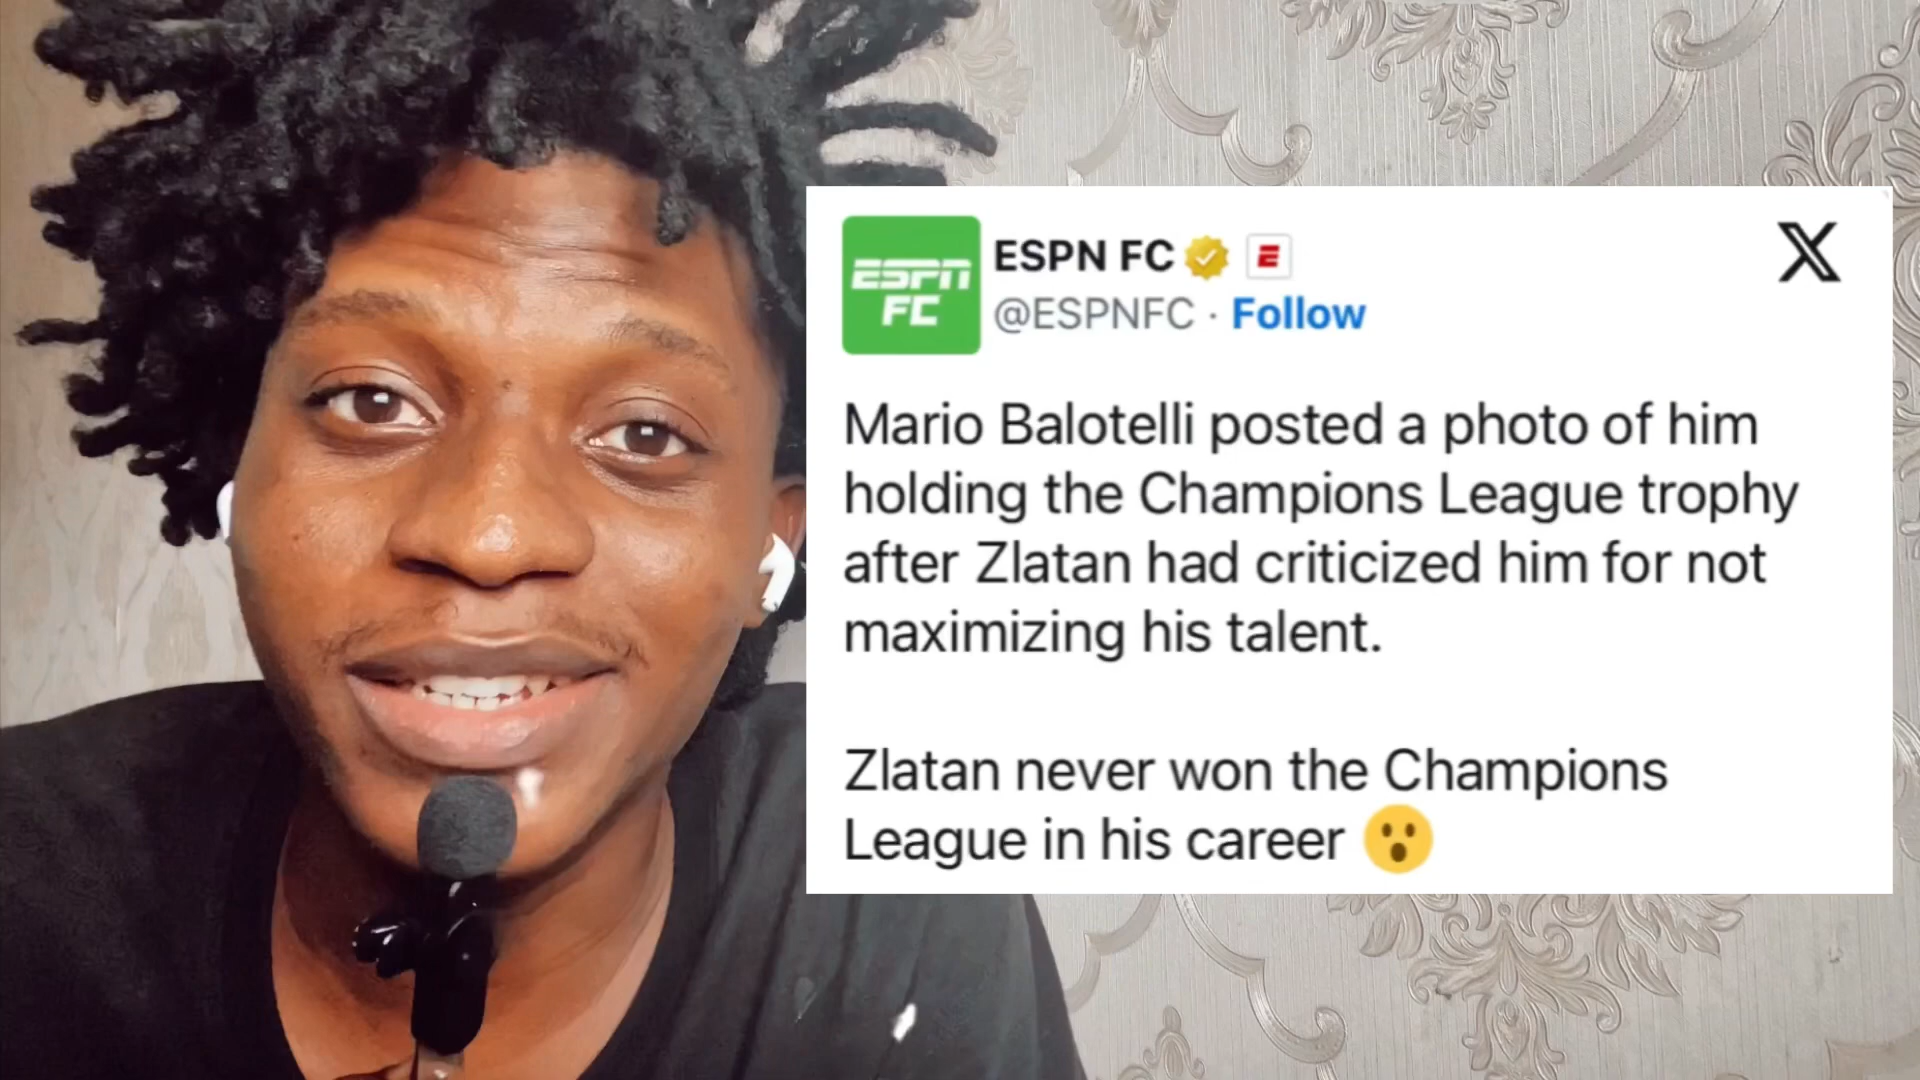 ESPN
FC
ESPN FC
@ESPNFC · Follow
Mario Balotelli posted a photo of him
holding the Champions League trophy
after Zlatan had criticized him for not
maximizing his talent.
Zlatan never won the Champions
League in his career 😮